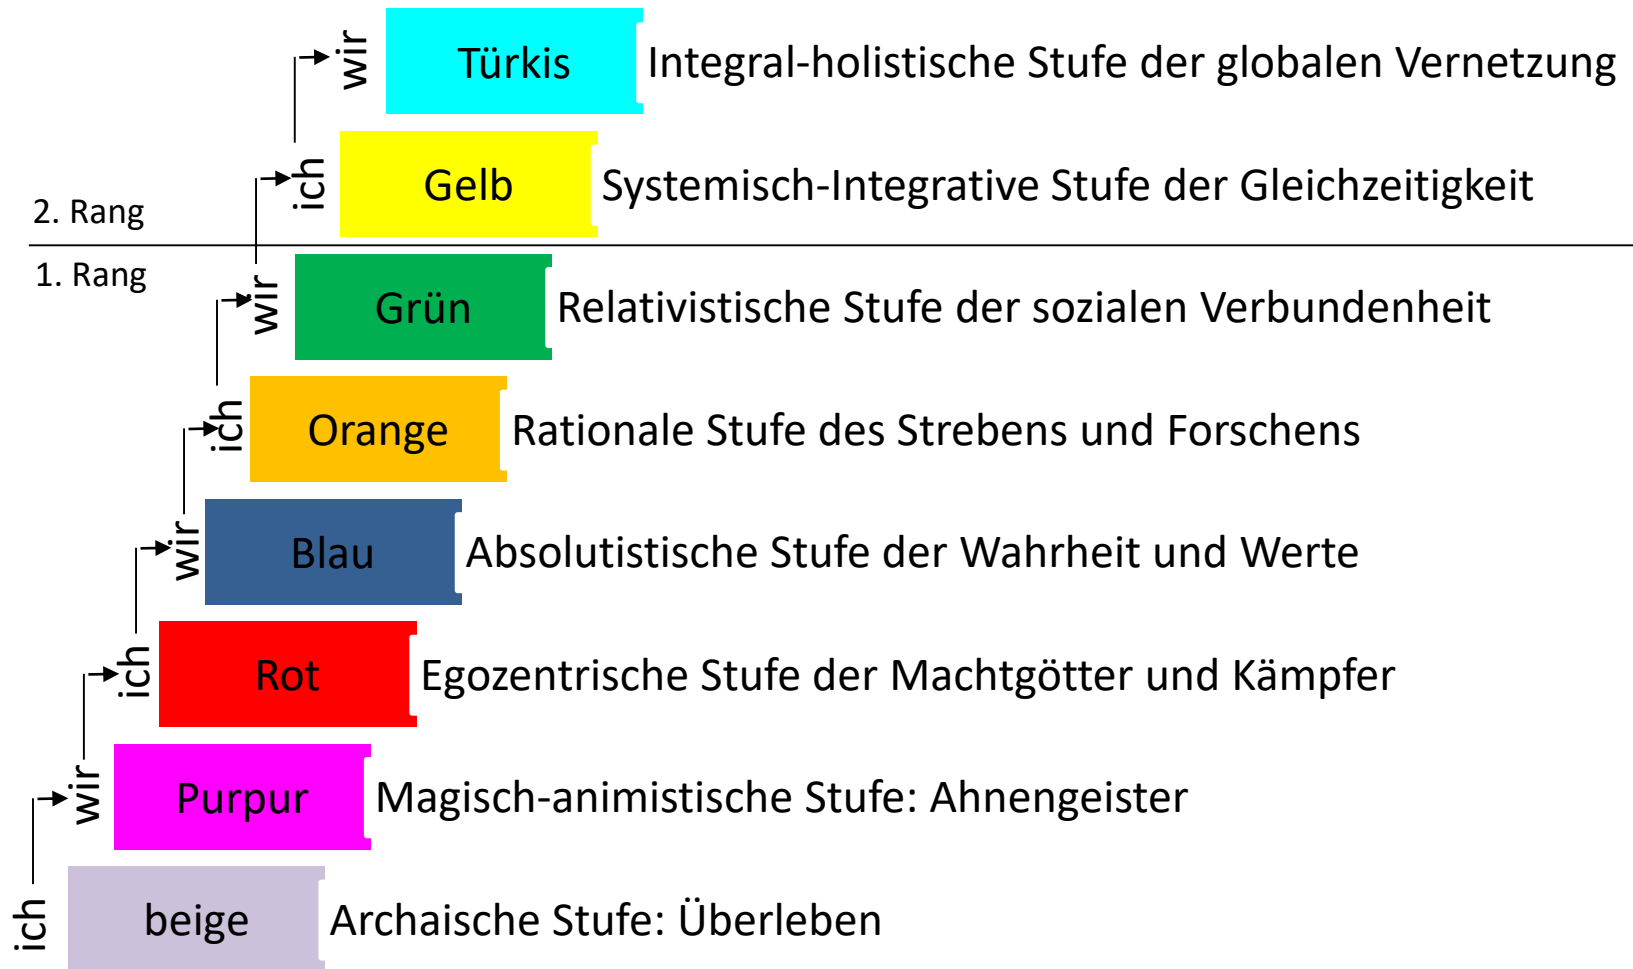 wir Türkis Integral-holistische Stufe der globalen Vernetzung
ich Gelb Systemisch-Integrative Stufe der Gleichzeitigkeit
2. Rang
1. Rang
wir Grün Relativistische Stufe der sozialen Verbundenheit
ich Orange Rationale Stufe des Strebens und Forschens
wir Blau Absolutistische Stufe der Wahrheit und Werte
ich Rot Egozentrische Stufe der Machtgötter und Kämpfer
wir Purpur Magisch-animistische Stufe: Ahnengeister
ich beige Archaische Stufe: Überleben